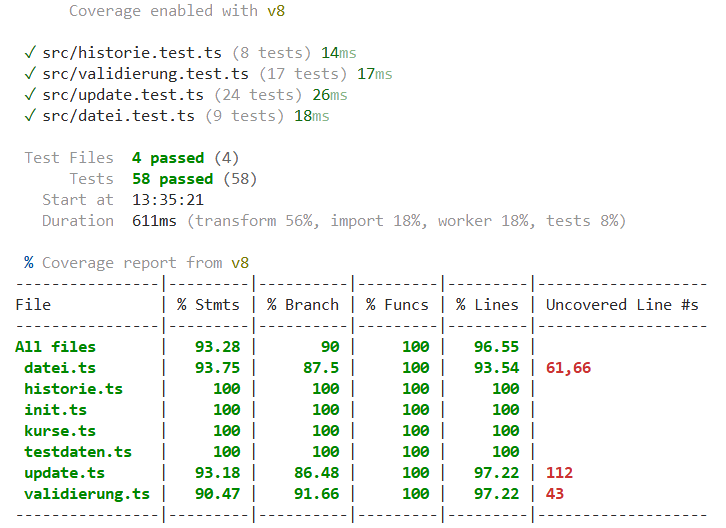 Coverage enabled with v8
✓ src/historie.test.ts (8 tests) 14ms
✓ src/validierung.test.ts (17 tests) 17ms
✓ src/update.test.ts (24 tests) 26ms
✓ src/datei.test.ts (9 tests) 18ms
Test Files  4 passed (4)
Tests  58 passed (58)
Start at  13:35:21
Duration  611ms (transform 56%, import 18%, worker 18%, tests 8%)
% Coverage report from v8
----------------|---------|----------|---------|---------|-------------------
File            | % Stmts | % Branch | % Funcs | % Lines | Uncovered Line #s
----------------|---------|----------|---------|---------|-------------------
All files       |   93.28 |       90 |     100 |   96.55 |
datei.ts       |   93.75 |     87.5 |     100 |   93.54 | 61,66
historie.ts    |     100 |      100 |     100 |     100 |
init.ts        |     100 |      100 |     100 |     100 |
kurse.ts       |     100 |      100 |     100 |     100 |
testdaten.ts   |     100 |      100 |     100 |     100 |
update.ts      |   93.18 |    86.48 |     100 |   97.22 | 112
validierung.ts |   90.47 |    91.66 |     100 |   97.22 | 43
----------------|---------|----------|---------|---------|-------------------